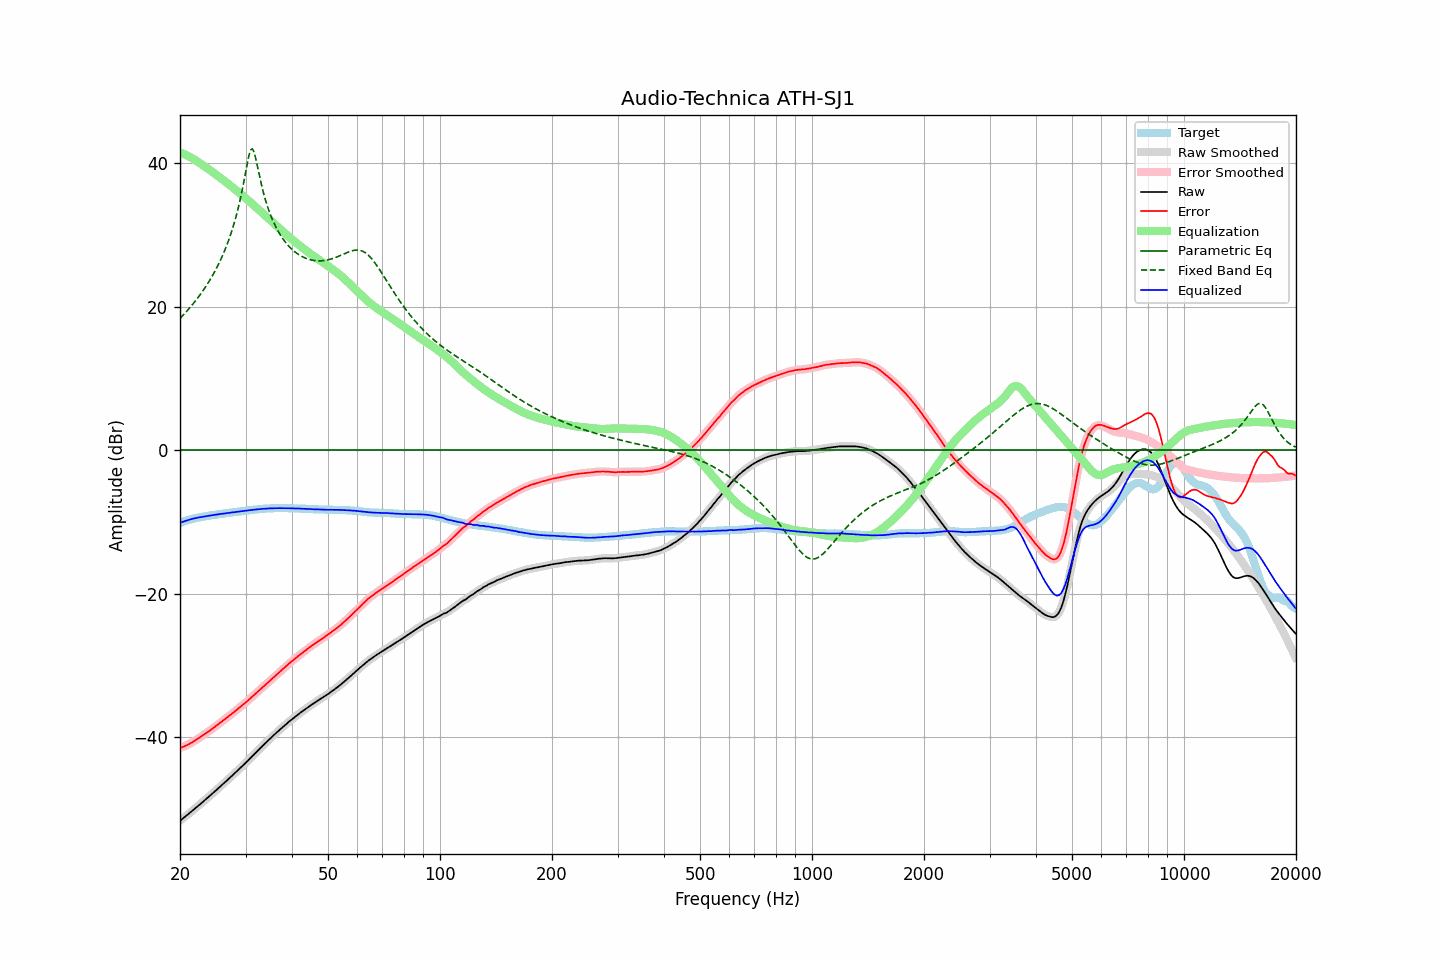 Audio-Technica ATH-SJ1
Target
Raw Smoothed
Error Smoothed
Raw
Error
Equalization
Parametric Eq
Fixed Band Eq
Equalized
40
20
0
−20
−40
Amplitude (dBr)
20
50
100
200
500
1000
2000
5000
10000
20000
Frequency (Hz)